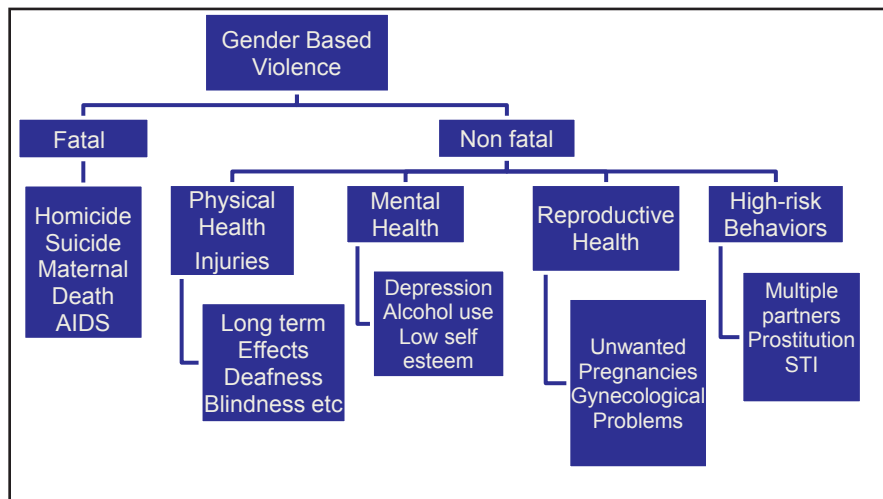 Gender Based
Violence
Fatal
Non fatal
Homicide
Suicide
Maternal
Death
AIDS
Physical
Health
Injuries
Mental
Health
Reproductive
Health
High-risk
Behaviors
Long term
Effects
Deafness
Blindness etc
Depression
Alcohol use
Low self
esteem
Unwanted
Pregnancies
Gynecological
Problems
Multiple
partners
Prostitution
STI